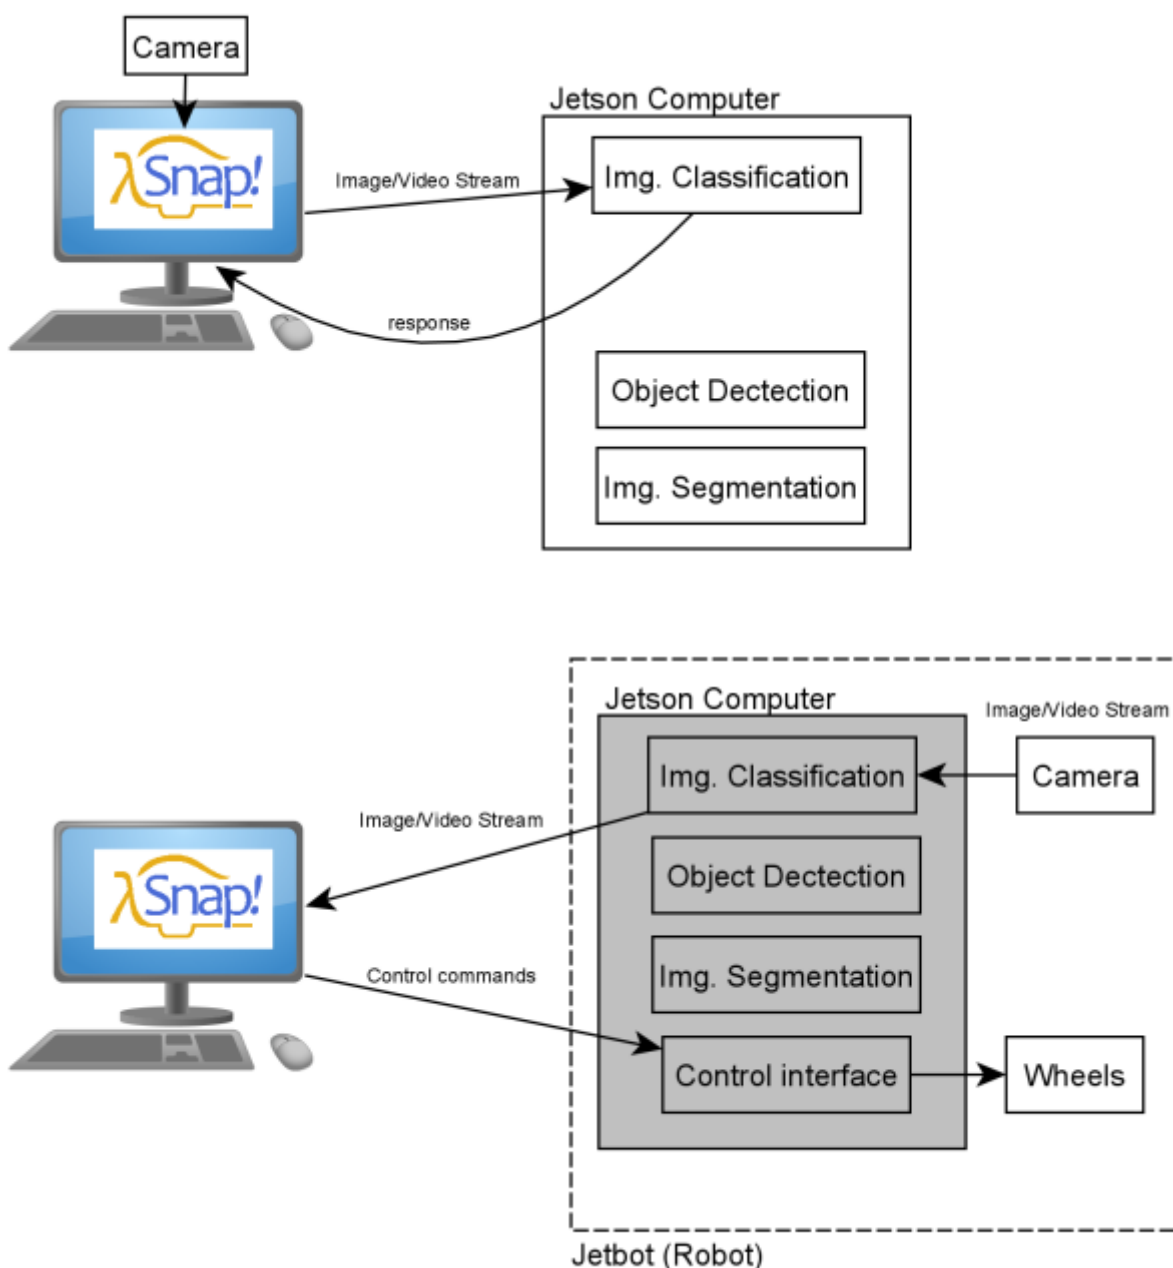 Camera
Jetson Computer
λSnap!
Image/Video Stream
Img. Classification
response
Object Dectection
Img. Segmentation
Jetson Computer
Image/Video Stream
Img. Classification
Camera
Image/Video Stream
λSnap!
Object Dectection
Control commands
Img. Segmentation
Control interface
Wheels
Jetbot (Robot)